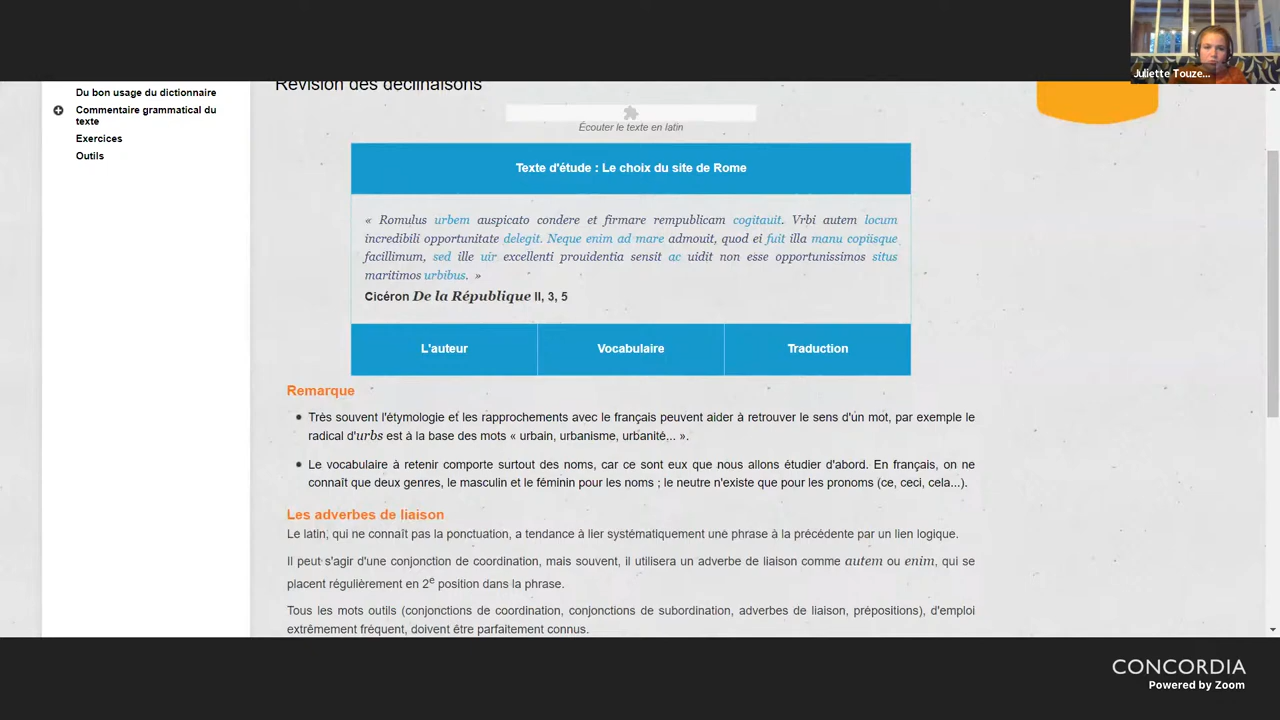 Juliette Touze...
Révision des déclinaisons
Du bon usage du dictionnaire
Commentaire grammatical du
texte
Exercices
Outils
Écouter le texte en latin
Texte d'étude : Le choix du site de Rome
« Romulus urbem auspicato condere et firmare rempublicam cogitauit. Vrbi autem locum
incredibili opportunitate delegit. Neque enim ad mare admouit, quod ei fuit illa manu copiisque
facillimum, sed ille uir excellenti prouidentia sensit ac uidit non esse opportunissimos situs
maritimos urbibus. »
Cicéron De la République II, 3, 5
L'auteur
Vocabulaire
Traduction
Remarque
Très souvent l'étymologie et les rapprochements avec le français peuvent aider à retrouver le sens d'un mot, par exemple le
radical d'urbs est à la base des mots « urbain, urbanisme, urbanité... ».
Le vocabulaire à retenir comporte surtout des noms, car ce sont eux que nous allons étudier d'abord. En français, on ne
connaît que deux genres, le masculin et le féminin pour les noms ; le neutre n'existe que pour les pronoms (ce, ceci, cela...).
Les adverbes de liaison
Le latin, qui ne connaît pas la ponctuation, a tendance à lier systématiquement une phrase à la précédente par un lien logique.
Il peut s'agir d'une conjonction de coordination, mais souvent, il utilisera un adverbe de liaison comme autem ou enim, qui se
placent régulièrement en 2e position dans la phrase.
Tous les mots outils (conjonctions de coordination, conjonctions de subordination, adverbes de liaison, prépositions), d'emploi
extrêmement fréquent, doivent être parfaitement connus.
CONCORDIA
Powered by Zoom